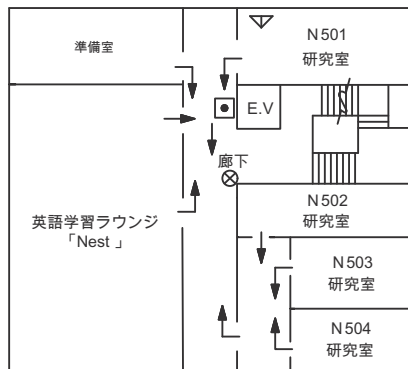 準備室
N501
研究室
E.V
廊下
英語学習ラウンジ
「Nest 」
N502
研究室
N503
研究室
N504
研究室